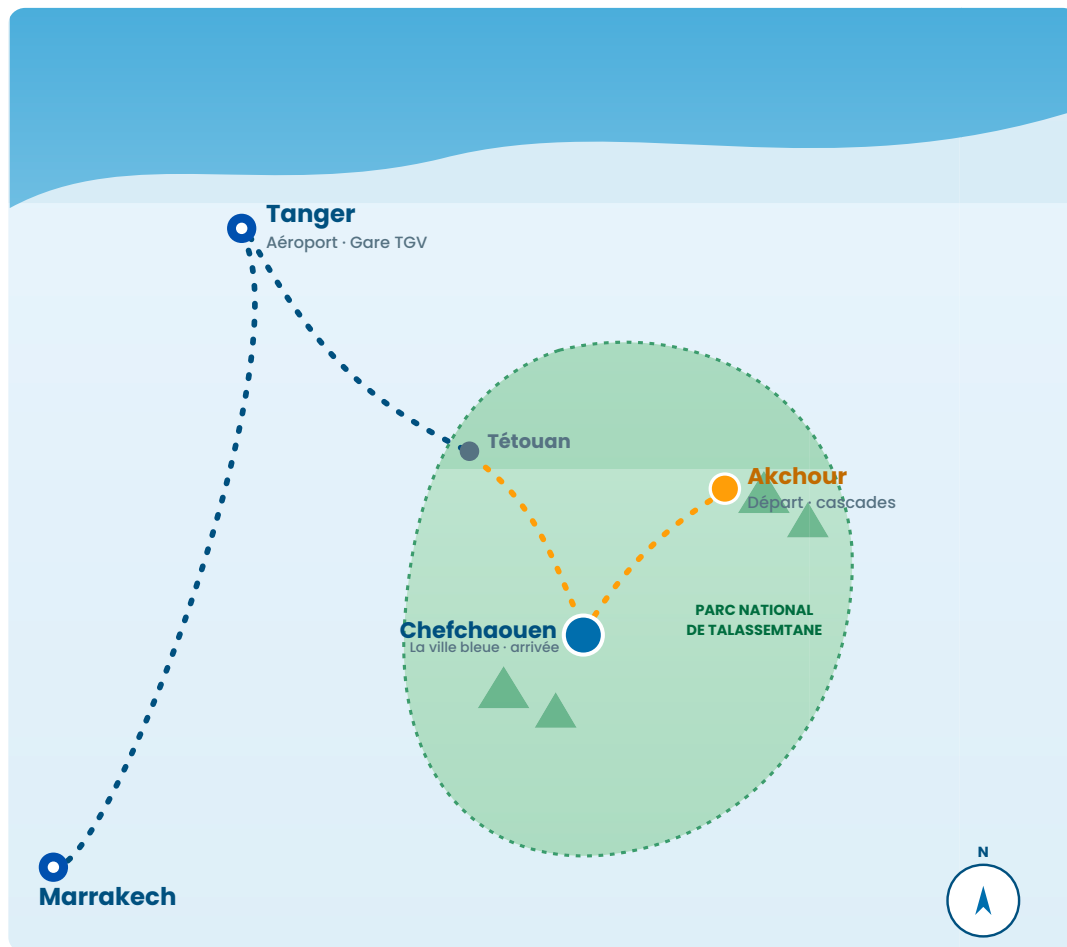 Tanger
Aéroport · Gare TGV
Tétouan
Akchour
Départ · cascades
PARC NATIONAL
DE TALASSEMTANE
Chefchaouen
La ville bleue · arrivée
N
Marrakech